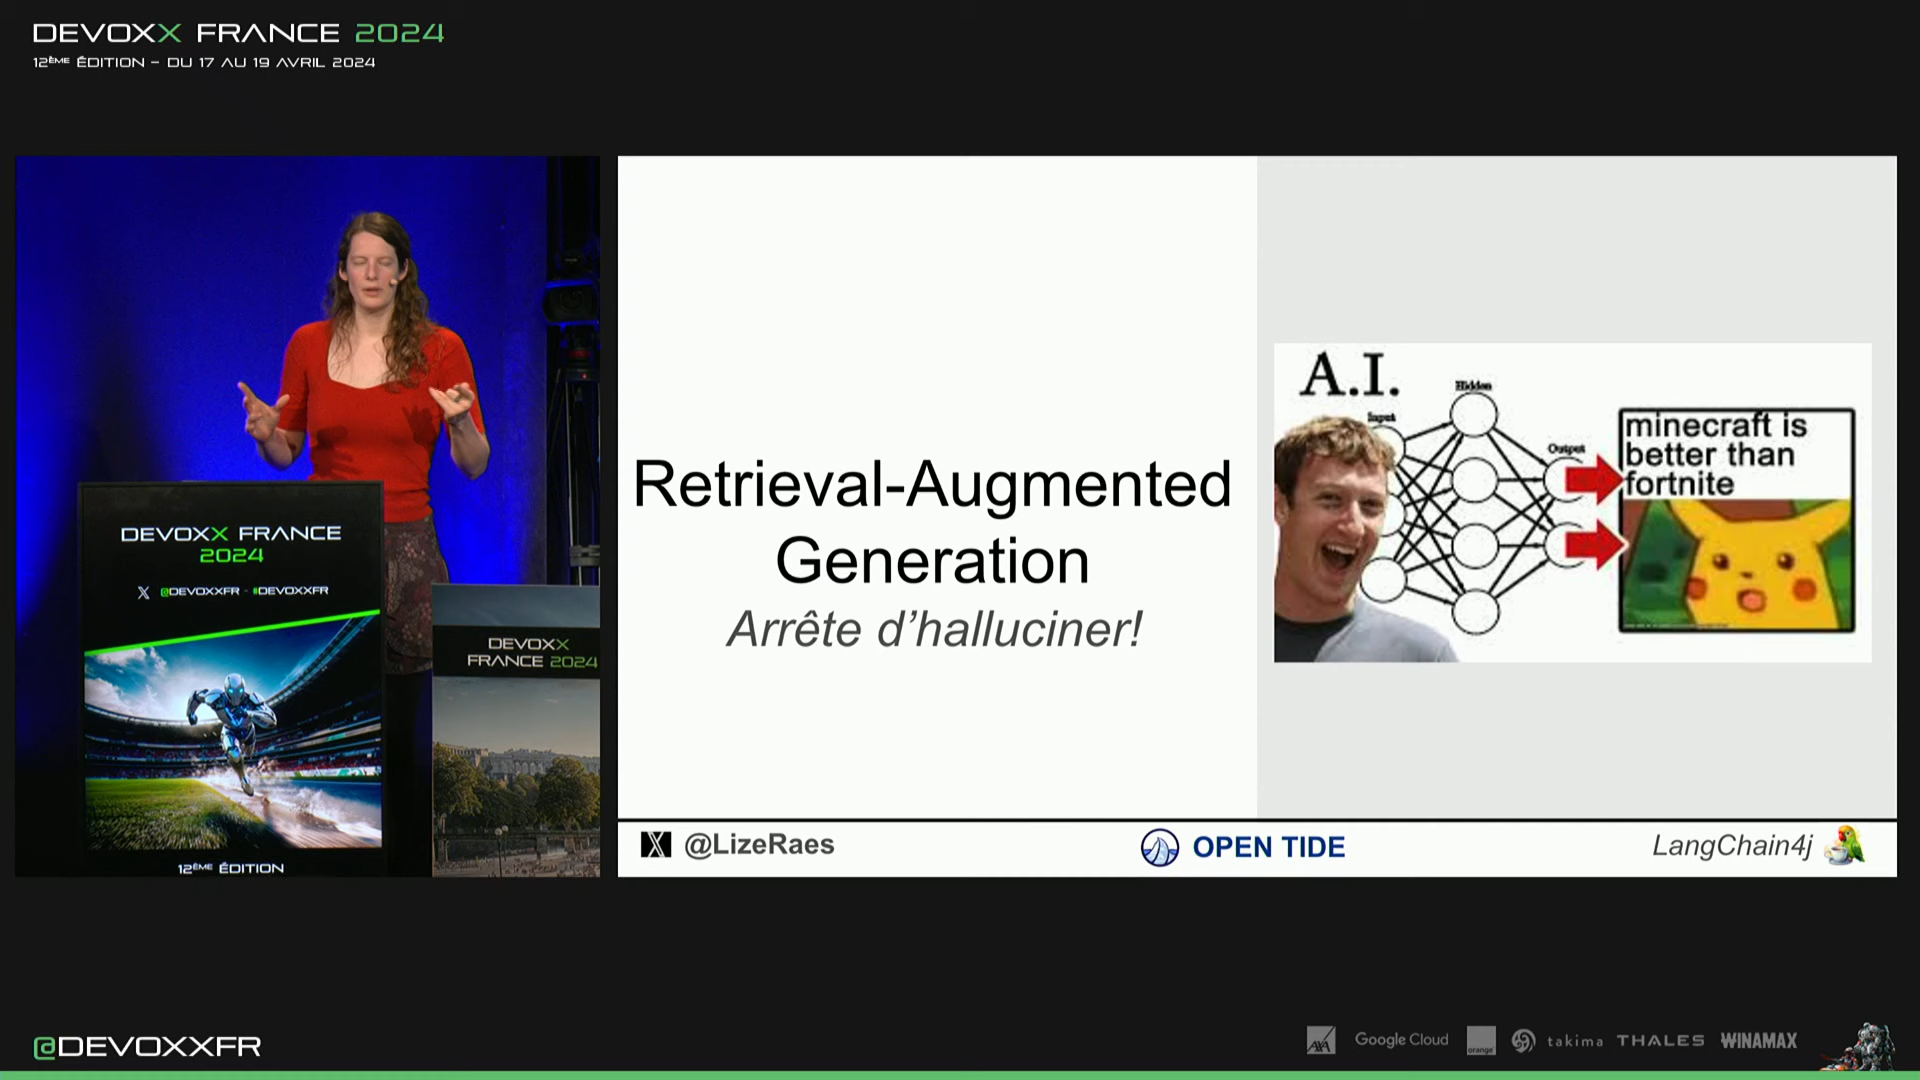 DEVOXX FRANCE 2024
12ÈME ÉDITION - DU 17 AU 19 AVRIL 2024
DEVOXX FRANCE
2024
X @DEVOXXFR - #DEVOXXFR
12ÈME ÉDITION
DEVOXX
FRANCE 2024
Retrieval-Augmented
Generation
Arrête d'halluciner!
A.I.
Hidden
Input
Output
minecraft is
better than
fortnite
X @LizeRaes
OPEN TIDE
LangChain4j
@DEVOXXFR
AXA
Google Cloud
orange
takima
THALES
WINAMAX